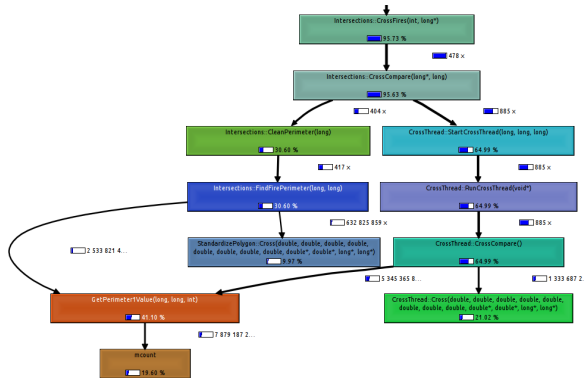 Intersections::CrossFires(int, long*)
95.73 %
478 x
Intersections::CrossCompare(long*, long)
95.63 %
404 x
885 x
Intersections::CleanPerimeter(long)
30.60 %
CrossThread::StartCrossThread(long, long, long)
64.99 %
417 x
885 x
Intersections::FindFirePerimeter(long, long)
30.60 %
CrossThread::RunCrossThread(void*)
64.99 %
632 825 859 x
885 x
2 533 821 4...
StandardizePolygon::Cross(double, double, double, double,
double, double, double, double, double*, double*, long*, long*)
9.97 %
CrossThread::CrossCompare()
64.99 %
5 345 365 8...
1 333 687 2...
GetPerimeter1Value(long, long, int)
41.10 %
CrossThread::Cross(double, double, double, double, double,
double, double, double, double*, double*, long*, long*)
21.02 %
7 879 187 2...
mcount
19.60 %